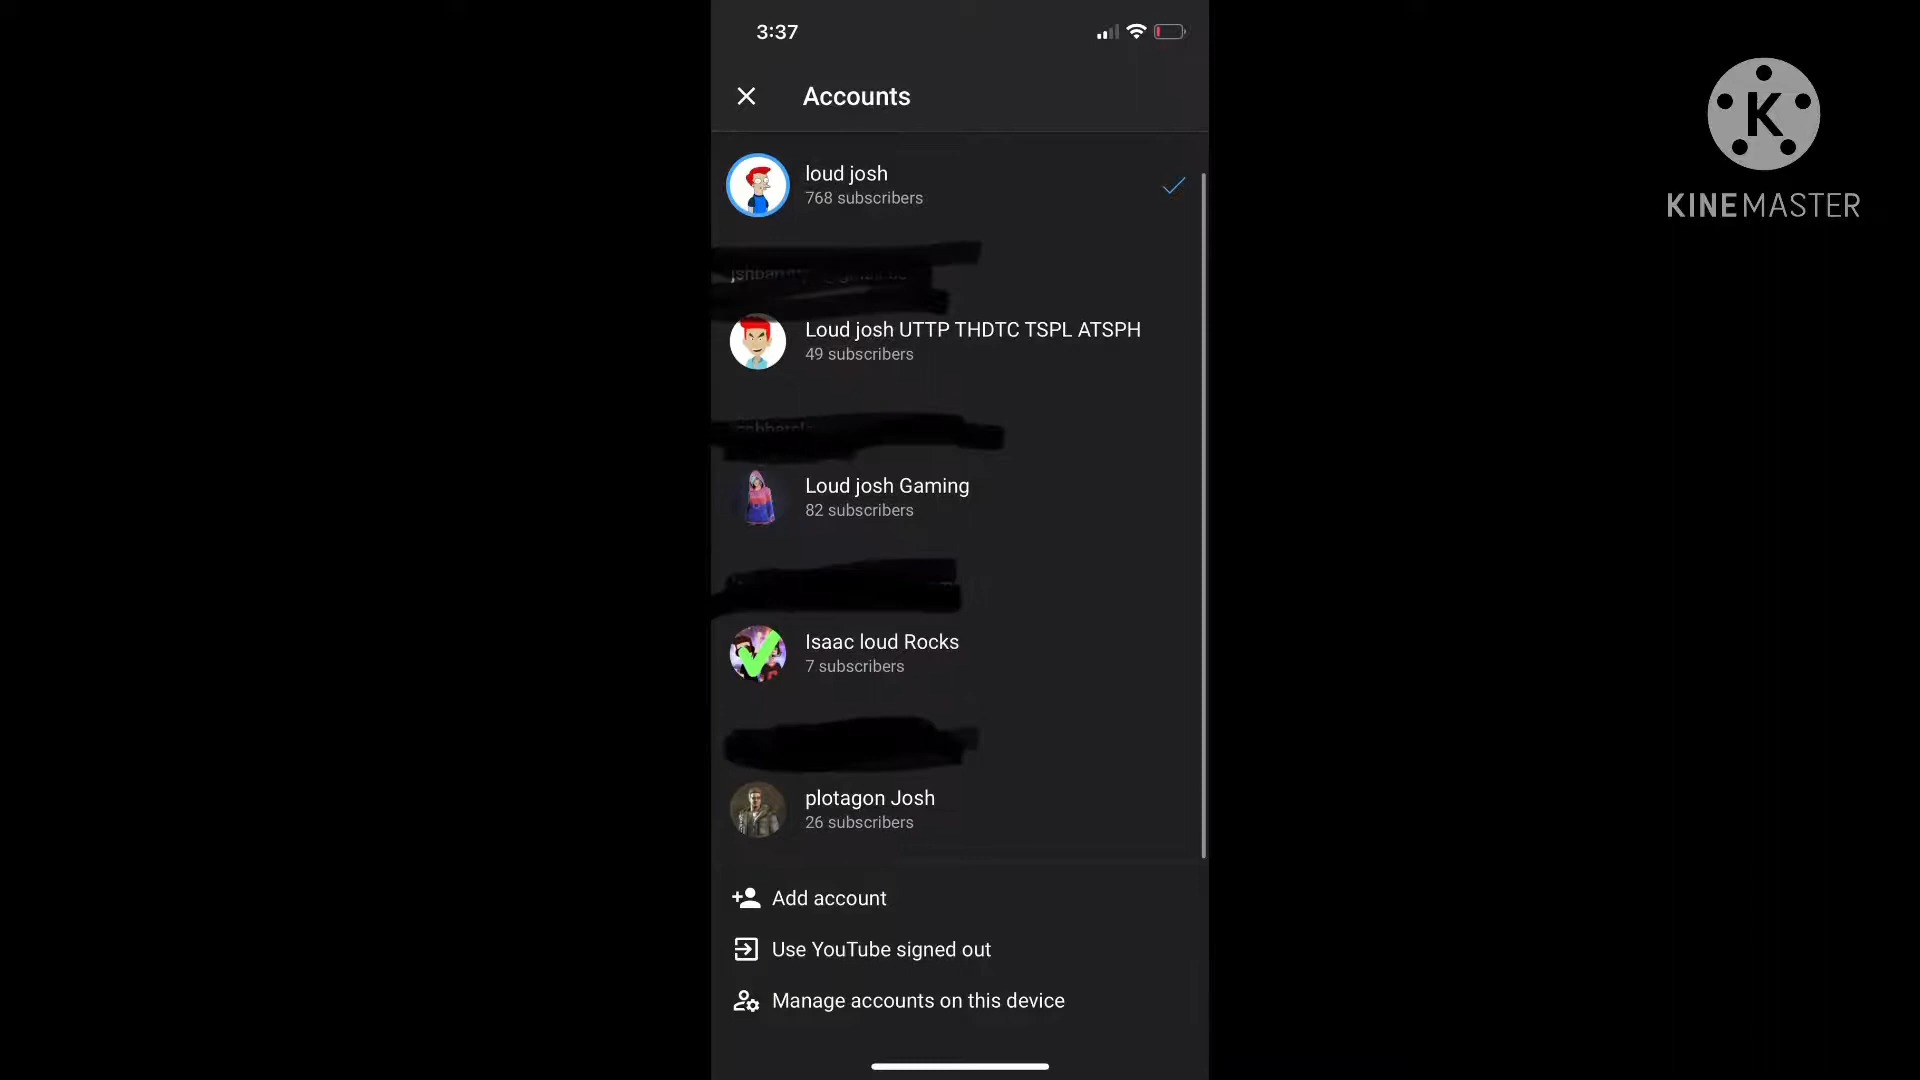 3:37
Accounts
loud josh
768 subscribers
Loud josh UTTP THDTC TSPL ATSPH
49 subscribers
Loud josh Gaming
82 subscribers
Isaac loud Rocks
7 subscribers
plotagon Josh
26 subscribers
Add account
Use YouTube signed out
Manage accounts on this device
K
KINEMASTER